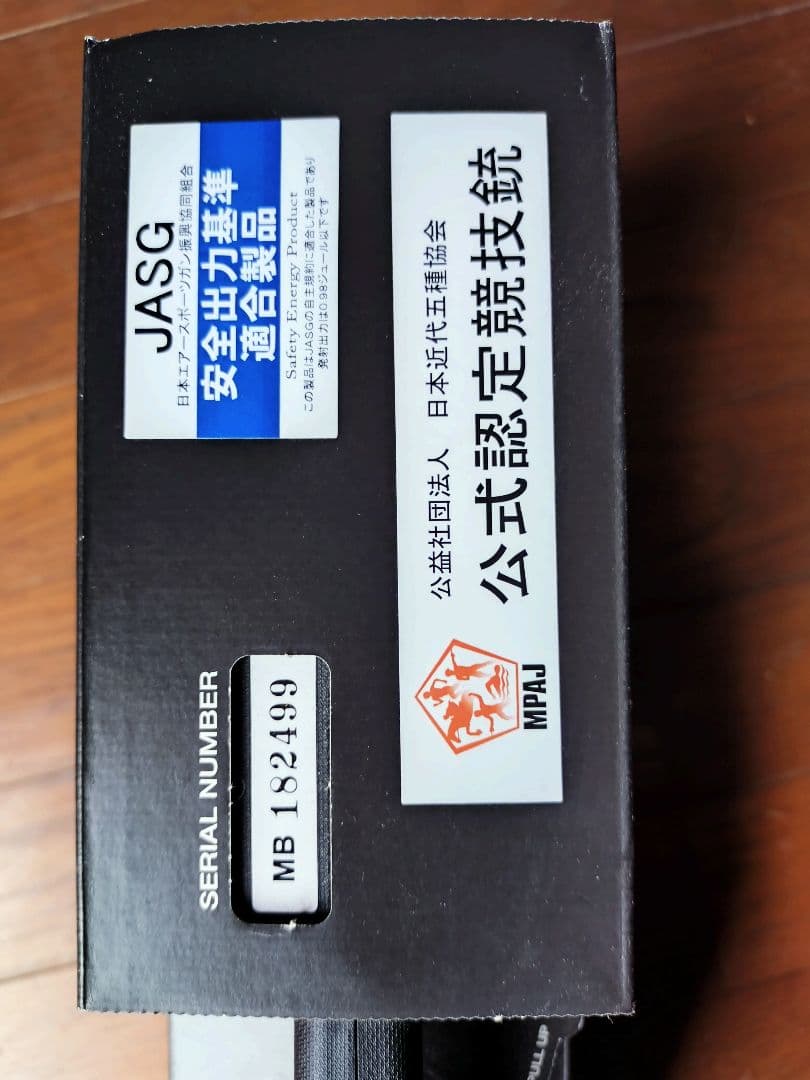 JASG
日本エアースポーツガン振興協同組合
安全出力基準
適合製品
Safety Energy Product
この製品はJASGの自主規約に適合した製品であり
発射出力は0.98ジュール以下です
公益社団法人 日本近代五種協会
公式認定競技銃
MPAJ
SERIAL NUMBER
MB 182499
PULL UP